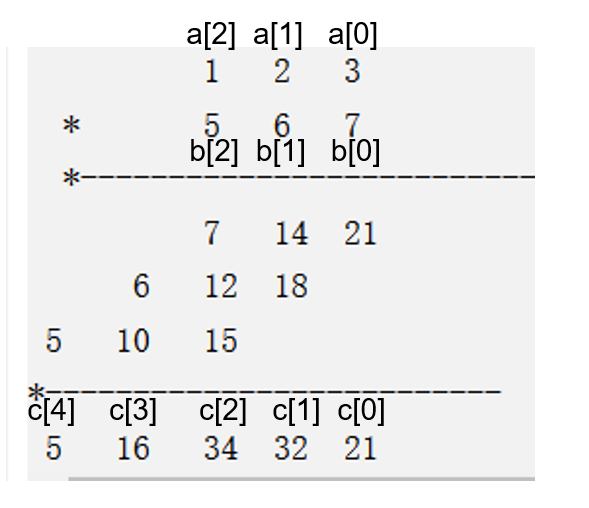 a[2] a[1] a[0]
1 2 3
* 5 6 7
b[2] b[1] b[0]
*--------------------------
7 14 21
6 12 18
5 10 15
*--------------------------
c[4] c[3] c[2] c[1] c[0]
5 16 34 32 21